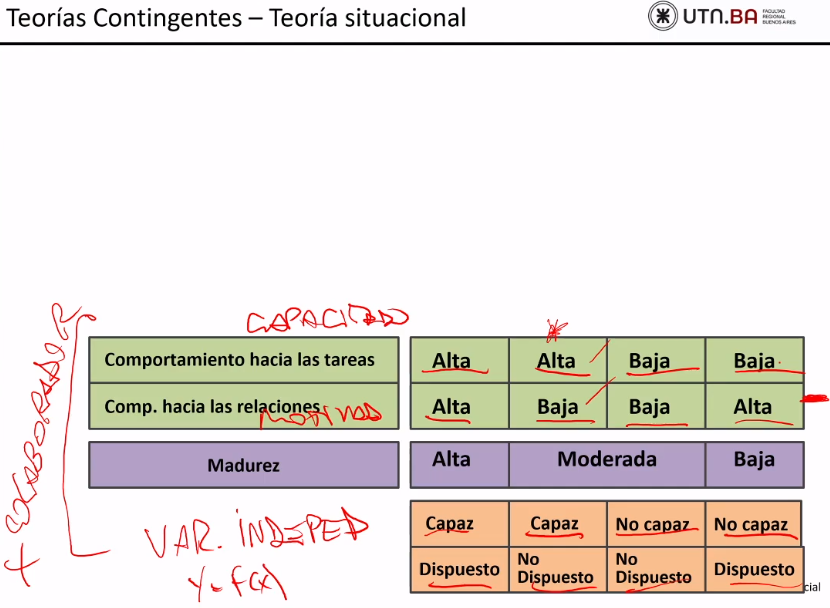 Teorías Contingentes – Teoría situacional
UTN.BA FACULTAD REGIONAL BUENOS AIRES
CAPACIDAD
Comportamiento hacia las tareas Alta Alta Baja Baja
Comp. hacia las relaciones Alta Baja Baja Alta
Madurez Alta Moderada Baja
Capaz Capaz No capaz No capaz
Dispuesto No Dispuesto No Dispuesto Dispuesto
COLABORADOR
VAR. INDEPED
Y = F(X)
cial